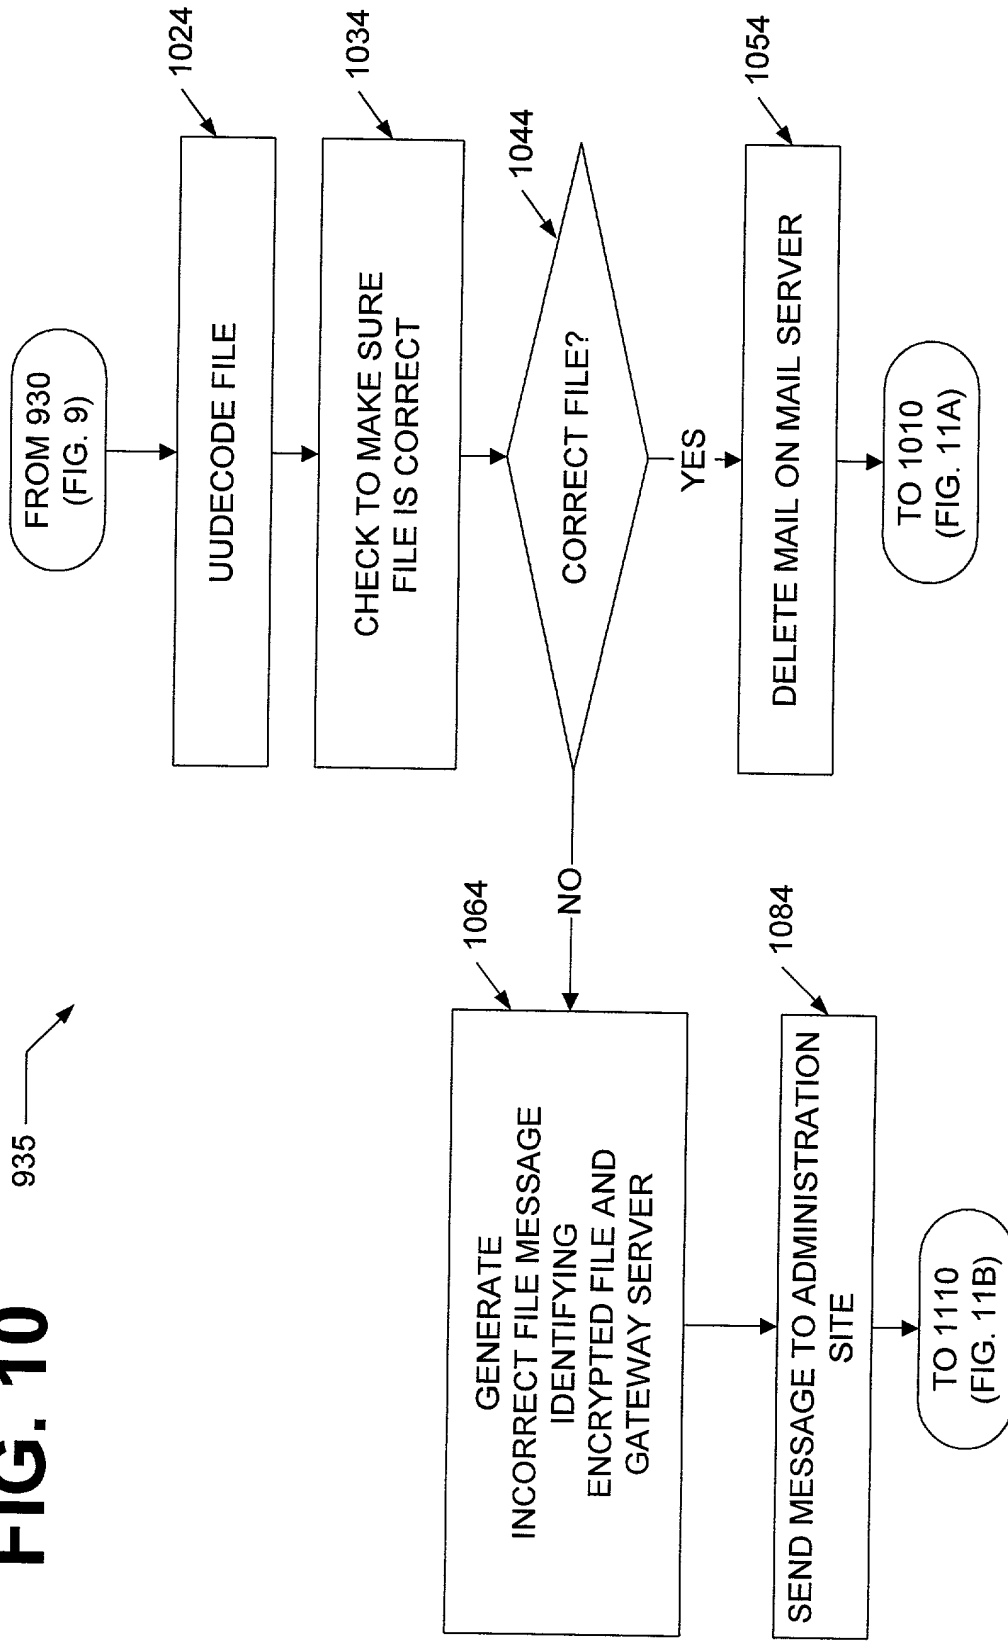 FIG. 10
935
FROM 930
(FIG. 9)
1024
UUDECODE FILE
1034
CHECK TO MAKE SURE
FILE IS CORRECT
1044
CORRECT FILE?
NO
YES
1054
DELETE MAIL ON MAIL SERVER
TO 1010
(FIG. 11A)
1064
GENERATE
INCORRECT FILE MESSAGE
IDENTIFYING
ENCRYPTED FILE AND
GATEWAY SERVER
1084
SEND MESSAGE TO ADMINISTRATION
SITE
TO 1110
(FIG. 11B)